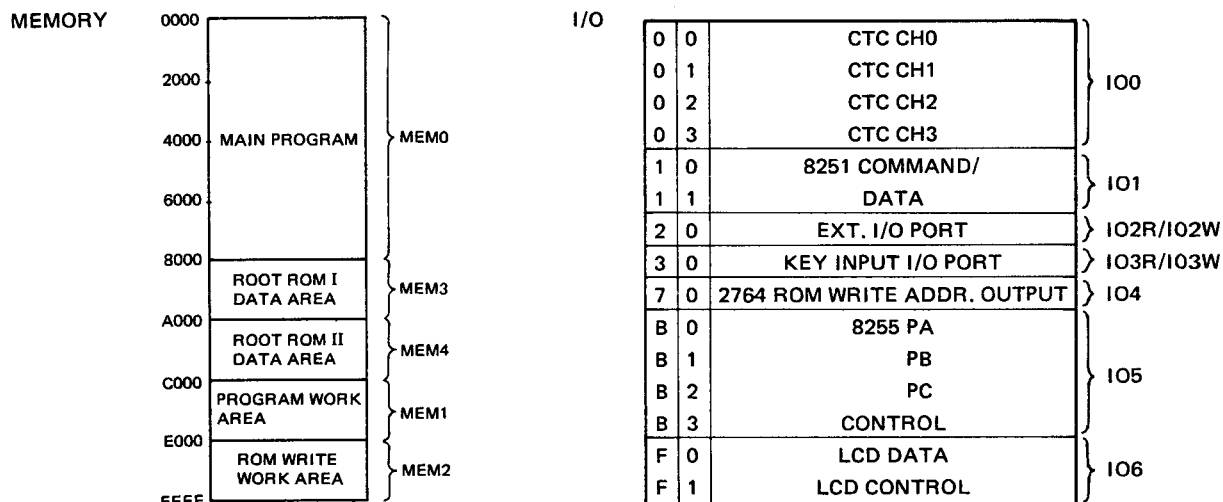 MEMORY
0000
2000
4000
6000
8000
A000
C000
E000
FFFF
MAIN PROGRAM
ROOT ROM I
DATA AREA
ROOT ROM II
DATA AREA
PROGRAM WORK
AREA
ROM WRITE
WORK AREA
MEM0
MEM3
MEM4
MEM1
MEM2
I/O
0 0 CTC CH0
0 1 CTC CH1
0 2 CTC CH2
0 3 CTC CH3
IO0
1 0 8251 COMMAND/
1 1 DATA
IO1
2 0 EXT. I/O PORT
IO2R/IO2W
3 0 KEY INPUT I/O PORT
IO3R/IO3W
7 0 2764 ROM WRITE ADDR. OUTPUT
IO4
B 0 8255 PA
B 1 PB
B 2 PC
B 3 CONTROL
IO5
F 0 LCD DATA
F 1 LCD CONTROL
IO6